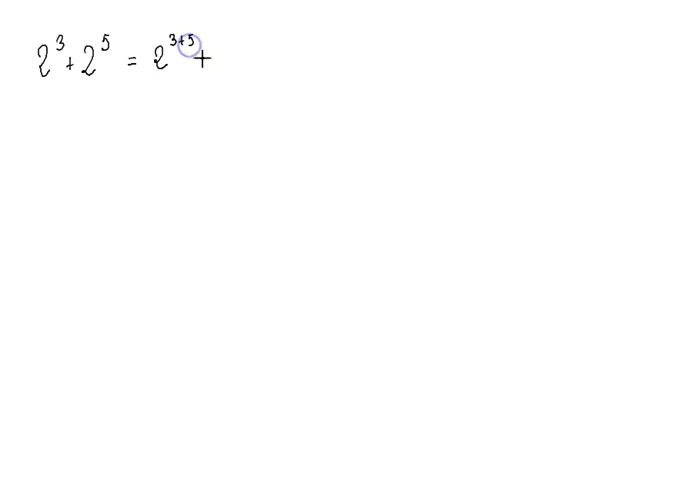 2³ + 2⁵ = 2³⁺⁵ +